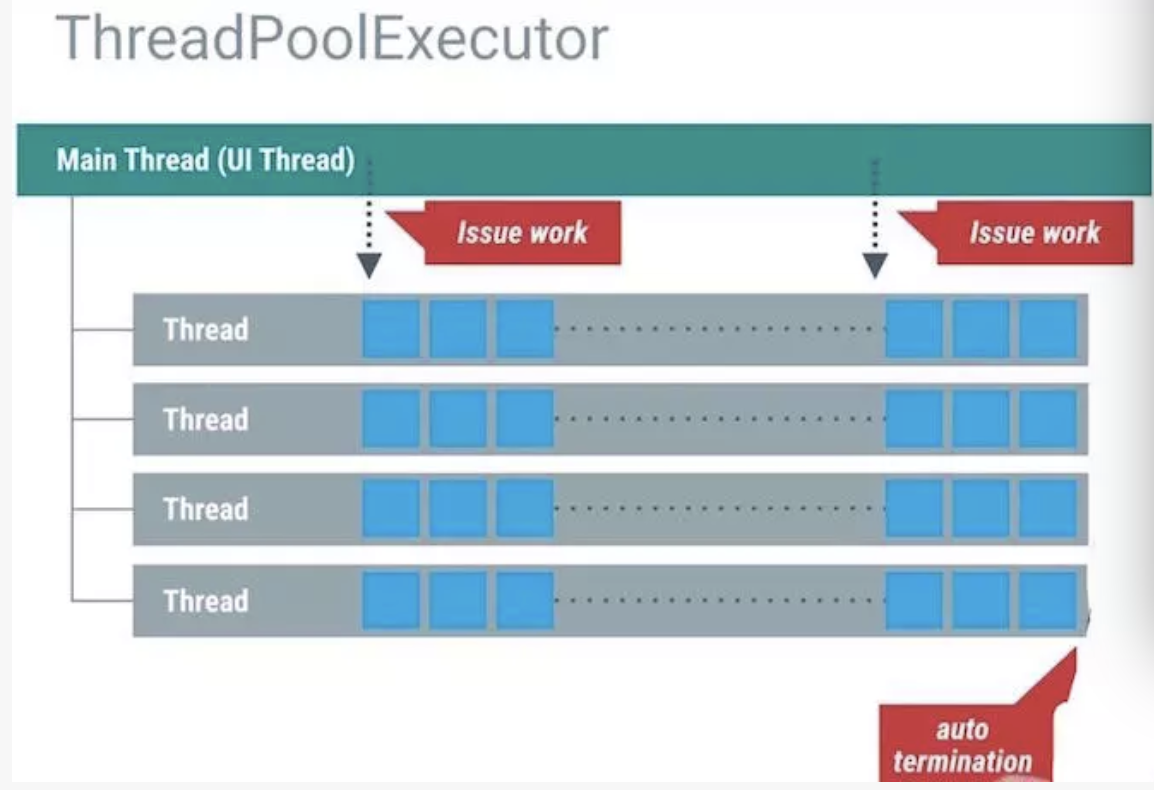 ThreadPoolExecutor
Main Thread (UI Thread)
Issue work
Issue work
Thread
Thread
Thread
Thread
auto
termination